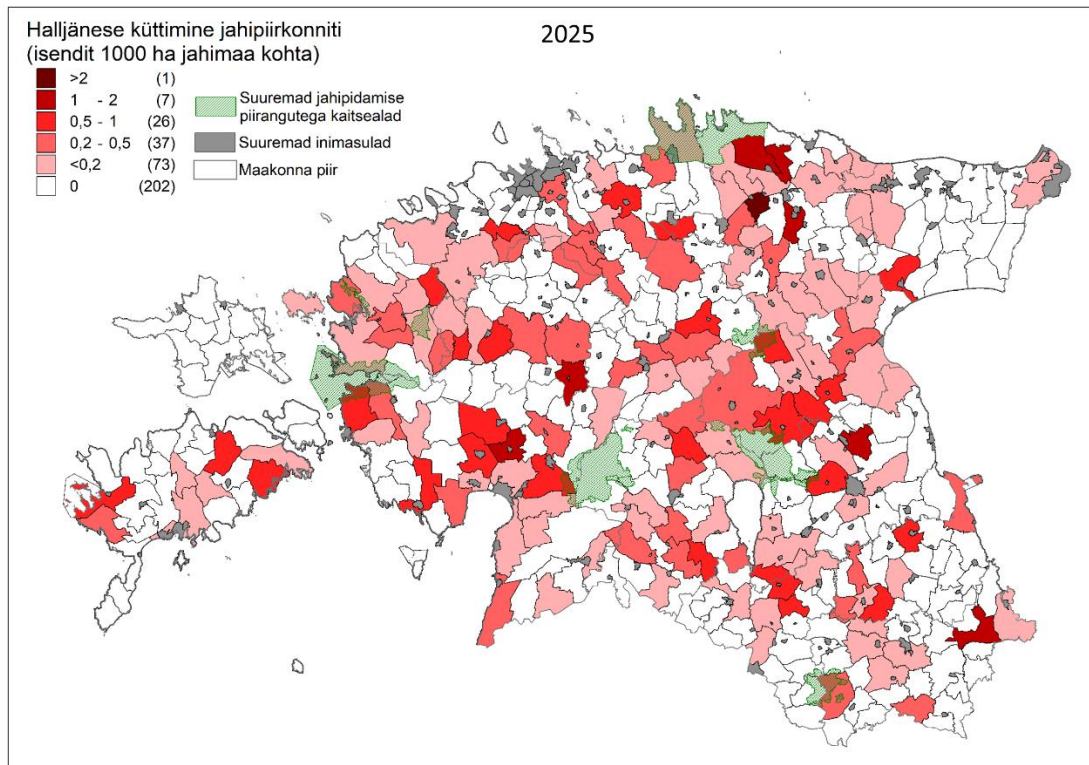 Halljänese küttimine jahipiirkonniti
(isendit 1000 ha jahimaa kohta)
2025
>2 (1)
1 - 2 (7)
0,5 - 1 (26)
0,2 - 0,5 (37)
<0,2 (73)
0 (202)
Suuremad jahipidamise
piirangutega kaitsealad
Suuremad inimasulad
Maakonna piir